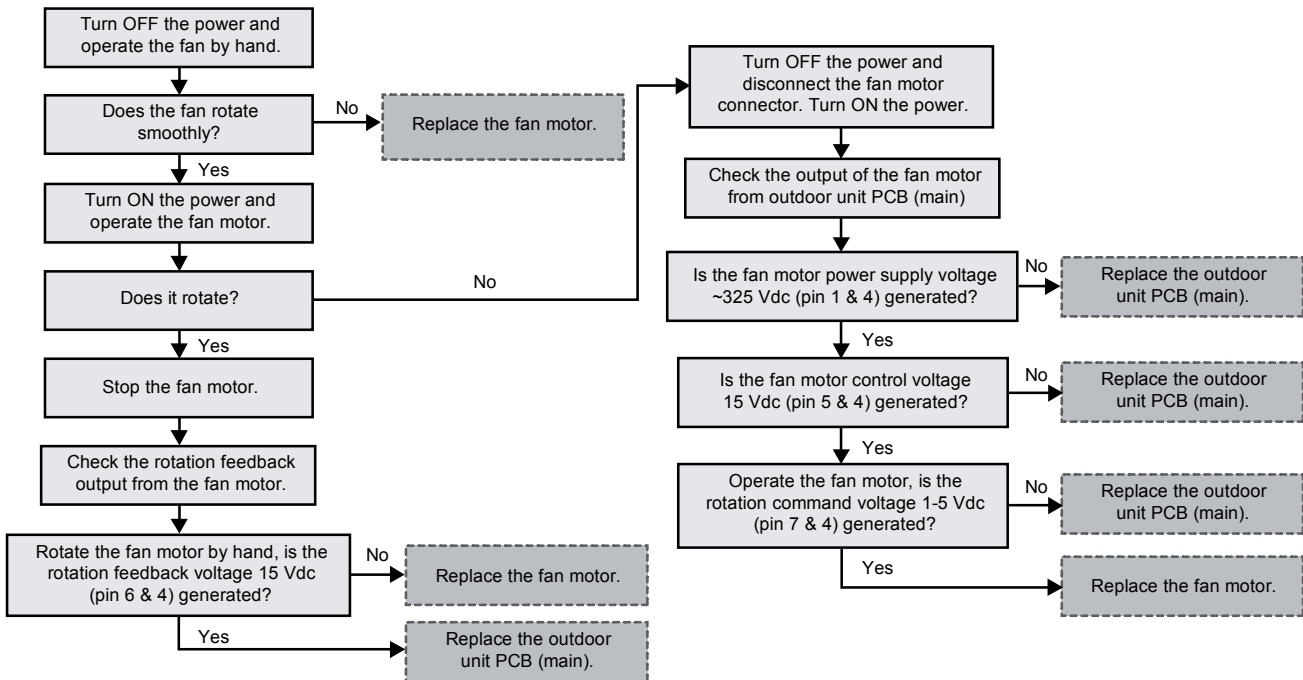 Turn OFF the power and
operate the fan by hand.
Does the fan rotate
smoothly?
No
Replace the fan motor.
Yes
Turn ON the power and
operate the fan motor.
Does it rotate?
No
Yes
Stop the fan motor.
Check the rotation feedback
output from the fan motor.
Rotate the fan motor by hand, is the
rotation feedback voltage 15 Vdc
(pin 6 & 4) generated?
No
Replace the fan motor.
Yes
Replace the outdoor
unit PCB (main).
Turn OFF the power and
disconnect the fan motor
connector. Turn ON the power.
Check the output of the fan motor
from outdoor unit PCB (main)
Is the fan motor power supply voltage
~325 Vdc (pin 1 & 4) generated?
No
Replace the outdoor
unit PCB (main).
Yes
Is the fan motor control voltage
15 Vdc (pin 5 & 4) generated?
No
Replace the outdoor
unit PCB (main).
Yes
Operate the fan motor, is the
rotation command voltage 1-5 Vdc
(pin 7 & 4) generated?
No
Replace the outdoor
unit PCB (main).
Yes
Replace the fan motor.